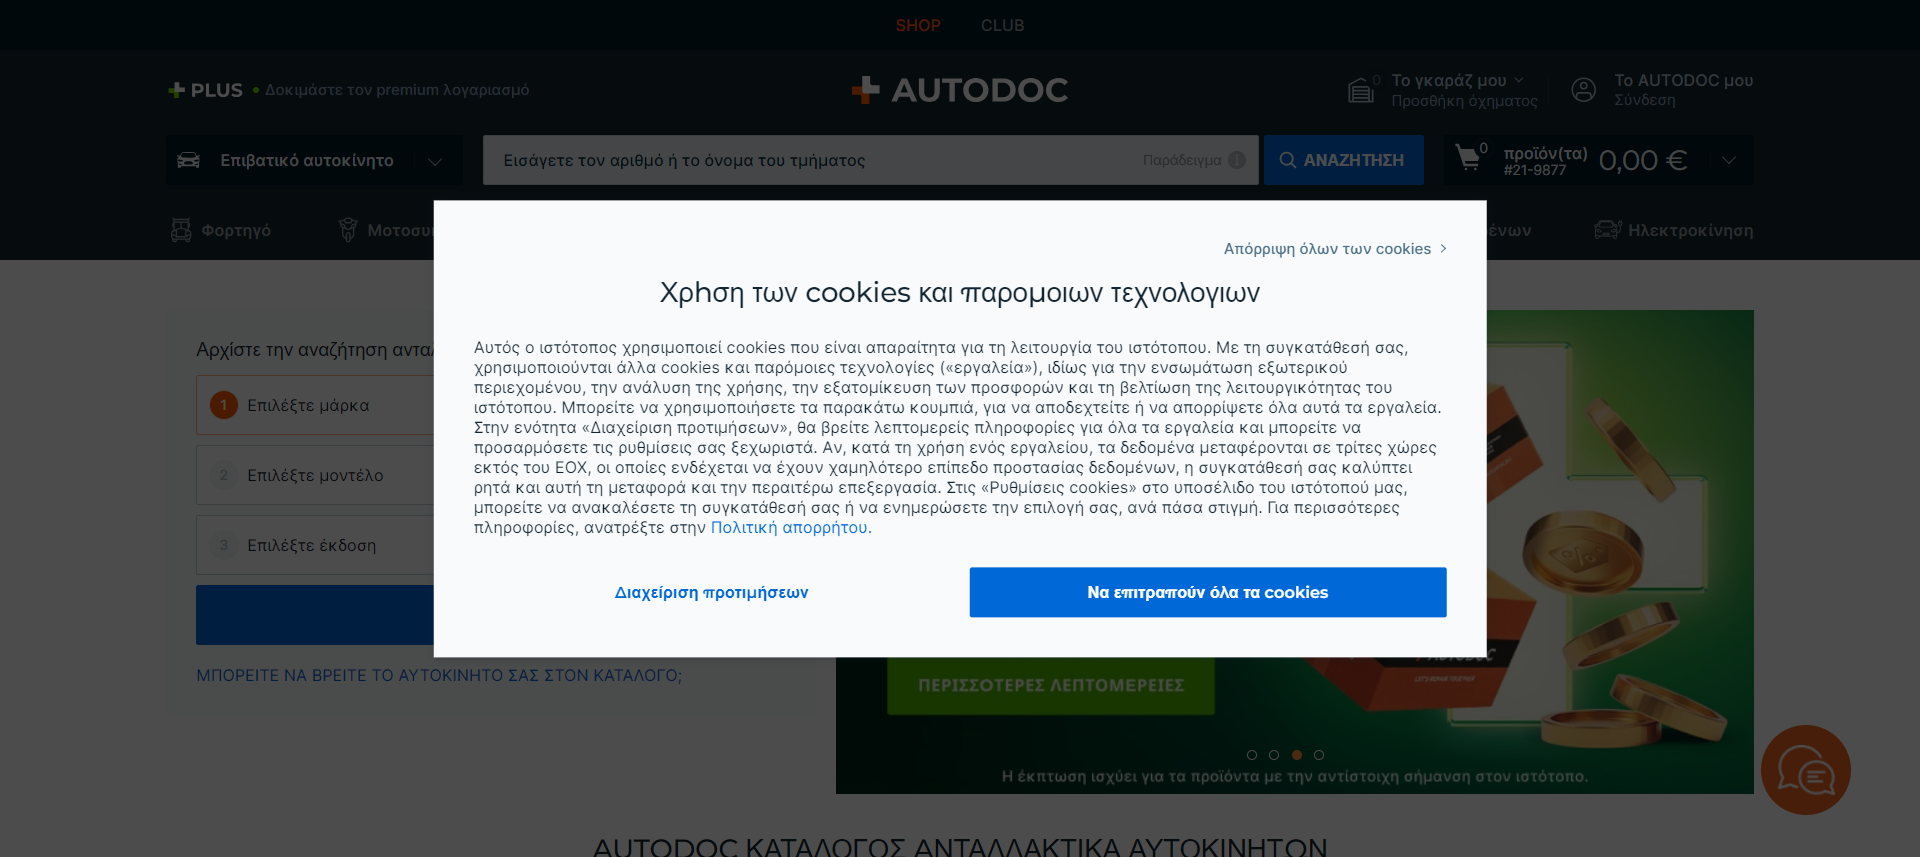 SHOP CLUB
PLUS • Δοκιμάστε τον premium λογαριασμό
AUTODOC
0 Το γκαράζ μου
Προσθήκη όχηματος
Το AUTODOC μου
Σύνδεση
Επιβατικό αυτοκίνητο
Εισάγετε τον αριθμό ή το όνομα του τμήματος
Παράδειγμα i
ΑΝΑΖΗΤΗΣΗ
0 προϊόν(τα)
#21-9877
0,00 €
Φορτηγό
Ηλεκτροκίνηση
Απόρριψη όλων των cookies
Χρήση των cookies και παρομοιων τεχνολογιων
Αυτός ο ιστότοπος χρησιμοποιεί cookies που είναι απαραίτητα για τη λειτουργία του ιστότοπου. Με τη συγκατάθεσή σας,
χρησιμοποιούνται άλλα cookies και παρόμοιες τεχνολογίες («εργαλεία»), ιδίως για την ενσωμάτωση εξωτερικού
περιεχομένου, την ανάλυση της χρήσης, την εξατομίκευση των προσφορών και τη βελτίωση της λειτουργικότητας του
ιστότοπου. Μπορείτε να χρησιμοποιήσετε τα παρακάτω κουμπιά, για να αποδεχτείτε ή να απορρίψετε όλα αυτά τα εργαλεία.
Στην ενότητα «Διαχείριση προτιμήσεων», θα βρείτε λεπτομερείς πληροφορίες για όλα τα εργαλεία και μπορείτε να
προσαρμόσετε τις ρυθμίσεις σας ξεχωριστά. Αν, κατά τη χρήση ενός εργαλείου, τα δεδομένα μεταφέρονται σε τρίτες χώρες
εκτός του ΕΟΧ, οι οποίες ενδέχεται να έχουν χαμηλότερο επίπεδο προστασίας δεδομένων, η συγκατάθεσή σας καλύπτει
ρητά και αυτή τη μεταφορά και την περαιτέρω επεξεργασία. Στις «Ρυθμίσεις cookies» στο υποσέλιδο του ιστότοπού μας,
μπορείτε να ανακαλέσετε τη συγκατάθεσή σας ή να ενημερώσετε την επιλογή σας, ανά πάσα στιγμή. Για περισσότερες
πληροφορίες, ανατρέξτε στην Πολιτική απορρήτου.
Διαχείριση προτιμήσεων
Να επιτραπούν όλα τα cookies
Αρχίστε την αναζήτηση
1 Επιλέξτε μάρκα
2 Επιλέξτε μοντέλο
3 Επιλέξτε έκδοση
ΜΠΟΡΕΙΤΕ ΝΑ ΒΡΕΙΤΕ ΤΟ ΑΥΤΟΚΙΝΗΤΟ ΣΑΣ ΣΤΟΝ ΚΑΤΑΛΟΓΟ;
ΠΕΡΙΣΣΟΤΕΡΕΣ ΛΕΠΤΟΜΕΡΕΙΕΣ
Η έκπτωση ισχύει για τα προϊόντα με την αντίστοιχη σήμανση στον ιστότοπο.
AUTODOC ΚΑΤΑΛΟΓΟΣ ΑΝΤΑΛΛΑΚΤΙΚΑ ΑΥΤΟΚΙΝΗΤΩΝ